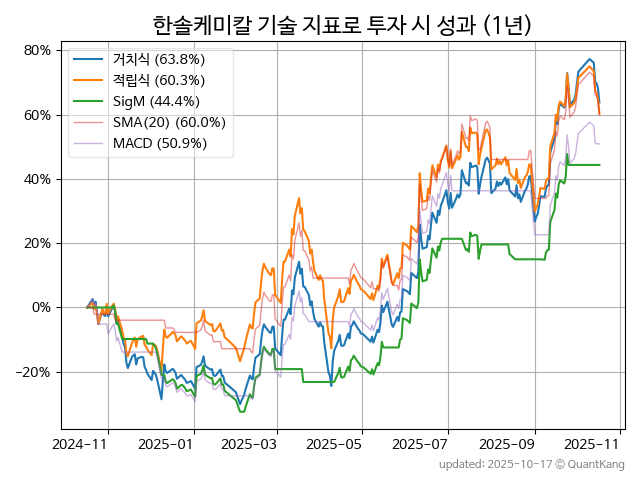 한솔케미칼 기술 지표로 투자 시 성과 (1년)
80%
60%
40%
20%
0%
−20%
거치식 (63.8%)
적립식 (60.3%)
SigM (44.4%)
SMA(20) (60.0%)
MACD (50.9%)
2024-11
2025-01
2025-03
2025-05
2025-07
2025-09
2025-11
updated: 2025-10-17 © QuantKang